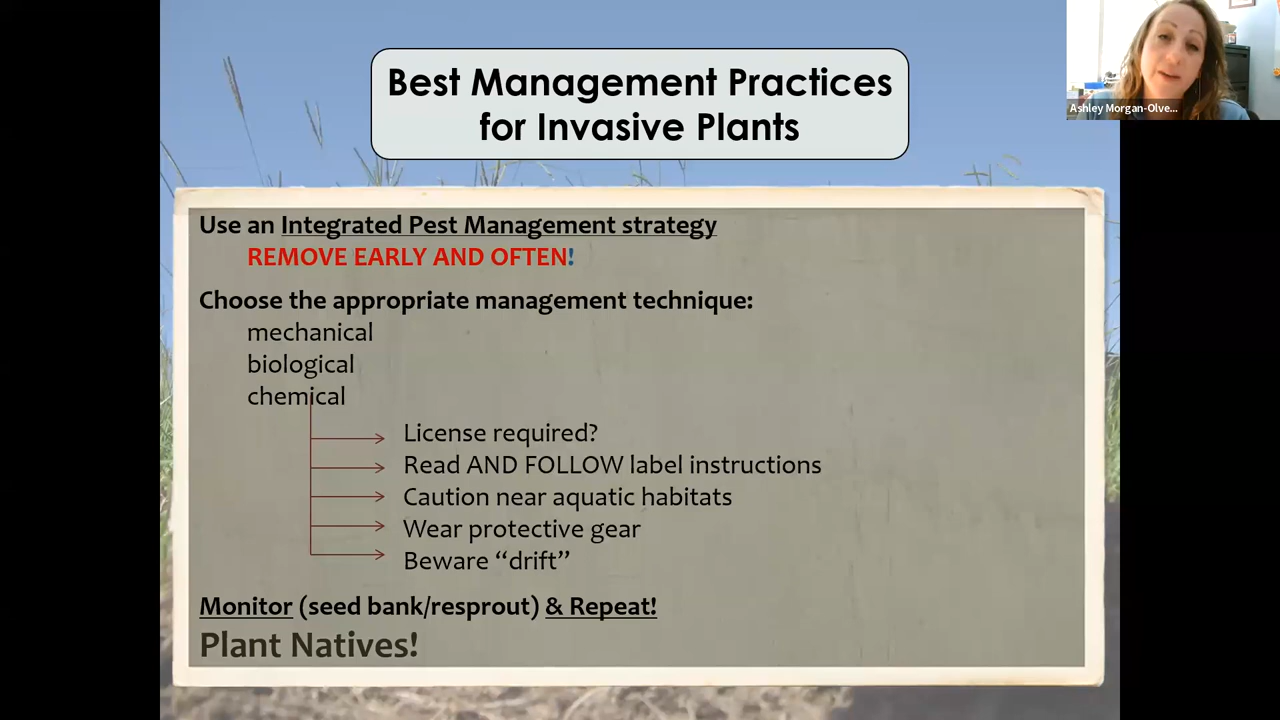 Best Management Practices
for Invasive Plants
Ashley Morgan-Olve...
Use an Integrated Pest Management strategy
REMOVE EARLY AND OFTEN!
Choose the appropriate management technique:
mechanical
biological
chemical
License required?
Read AND FOLLOW label instructions
Caution near aquatic habitats
Wear protective gear
Beware “drift”
Monitor (seed bank/resprout) & Repeat!
Plant Natives!